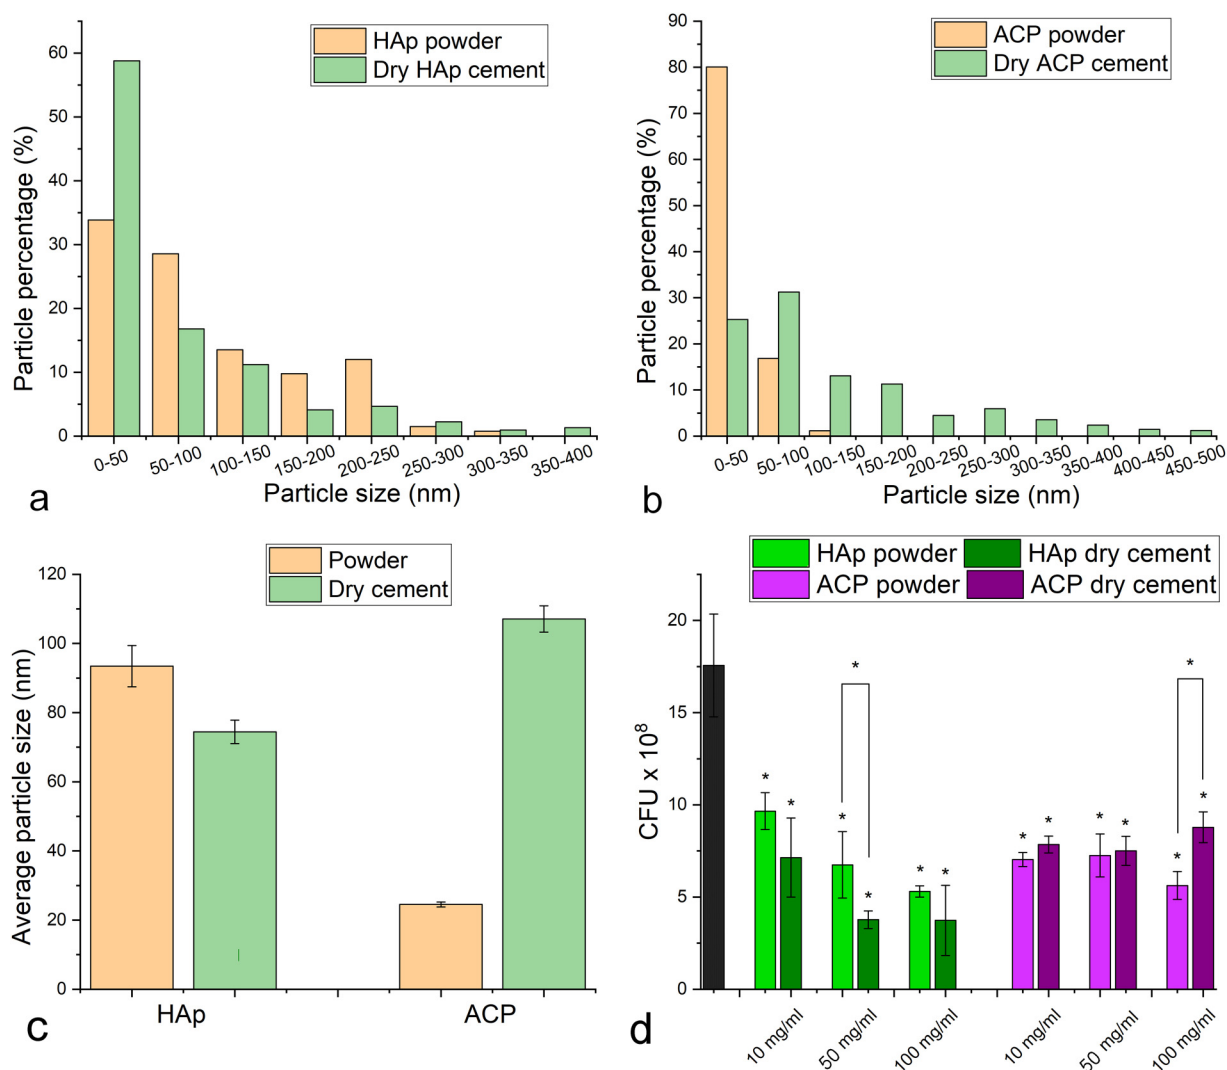 HAp powder
Dry HAp cement
Particle percentage (%)
60
50
40
30
20
10
0
0-50
50-100
100-150
150-200
200-250
250-300
300-350
350-400
Particle size (nm)
a
ACP powder
Dry ACP cement
Particle percentage (%)
90
80
70
60
50
40
30
20
10
0
0-50
50-100
100-150
150-200
200-250
250-300
300-350
350-400
400-450
450-500
Particle size (nm)
b
Powder
Dry cement
Average particle size (nm)
120
100
80
60
40
20
0
HAp
ACP
c
HAp powder
HAp dry cement
ACP powder
ACP dry cement
CFU x 10⁸
20
15
10
5
0
* *
* * * * * * * * * * * *
10 mg/ml
50 mg/ml
100 mg/ml
10 mg/ml
50 mg/ml
100 mg/ml
d